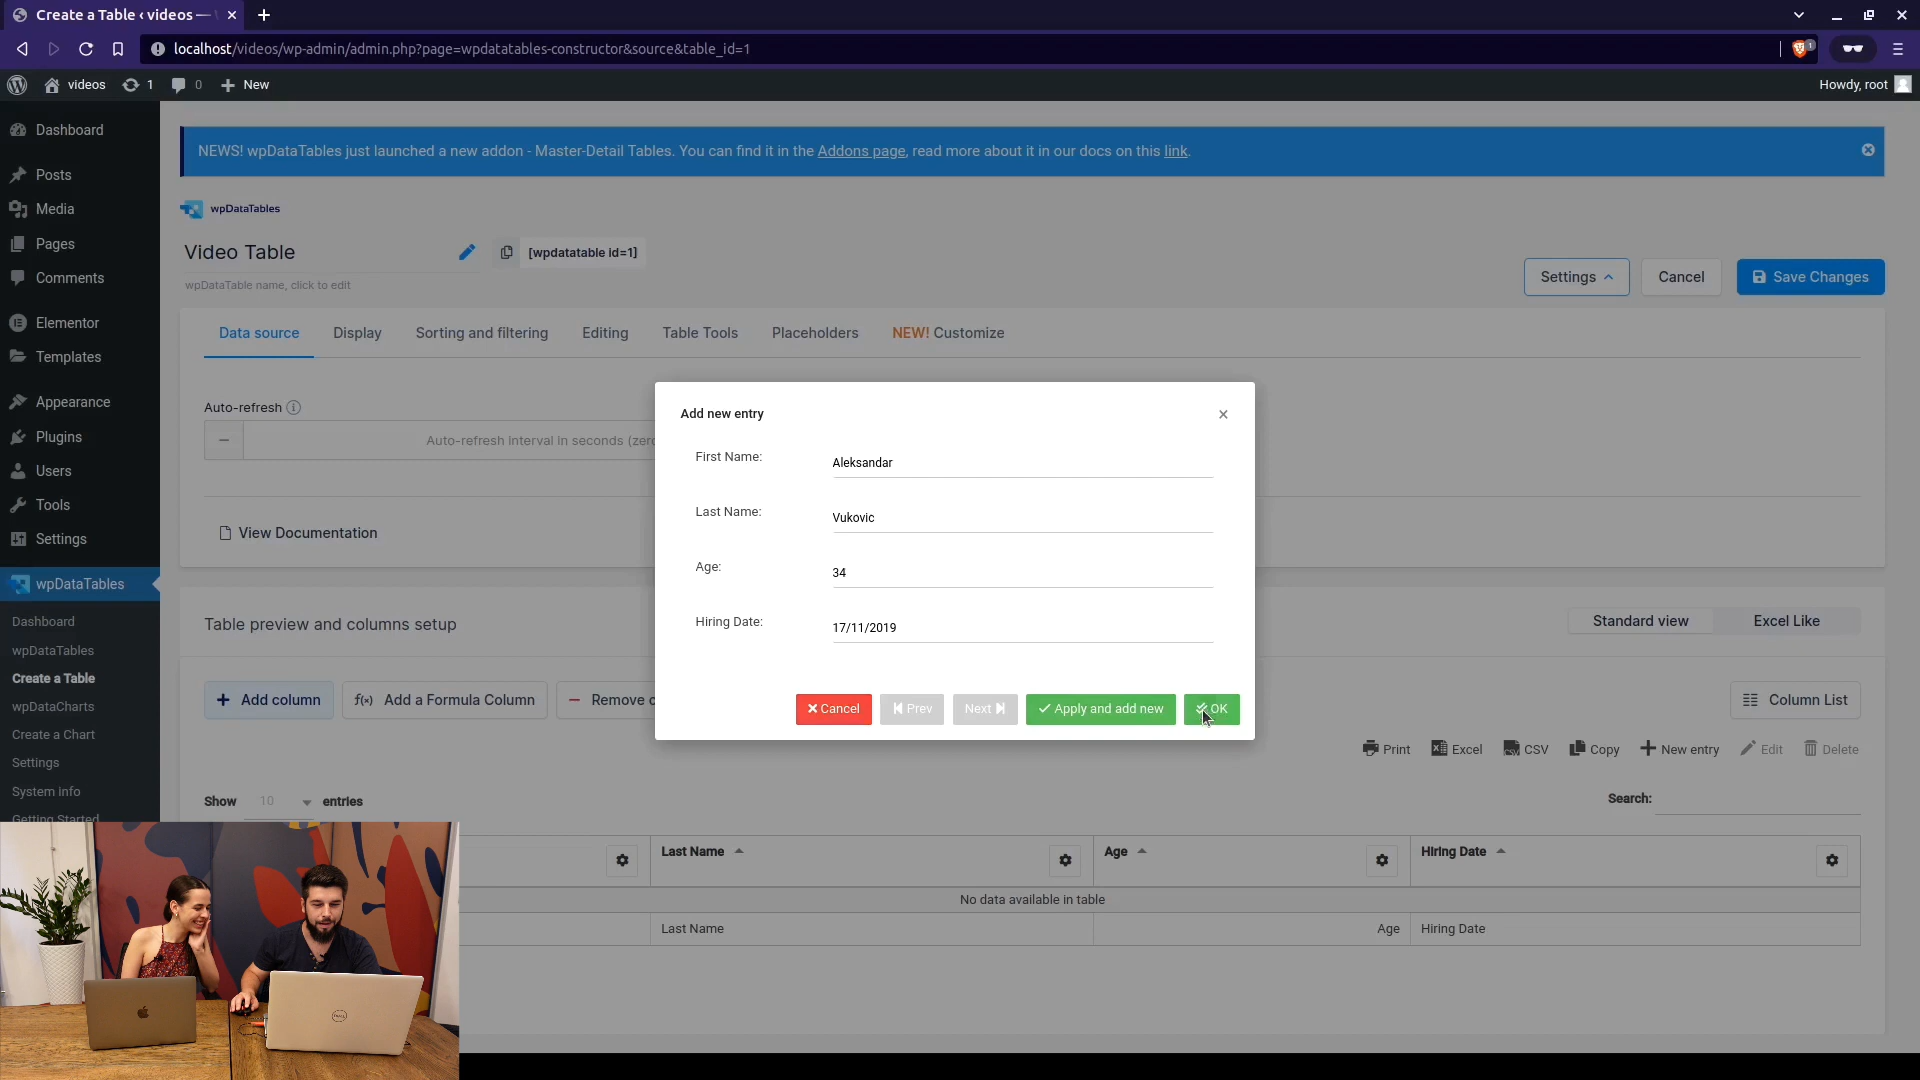 Create a Table ‹ videos —
localhost/videos/wp-admin/admin.php?page=wpdatatables-constructor&source&table_id=1
1
videos
1
0
New
Howdy, root
Dashboard
Posts
Media
Pages
Comments
Elementor
Templates
Appearance
Plugins
Users
Tools
Settings
wpDataTables
Dashboard
wpDataTables
Create a Table
wpDataCharts
Create a Chart
Settings
System info
Getting Started
NEWS! wpDataTables just launched a new addon - Master-Detail Tables. You can find it in the Addons page, read more about it in our docs on this link.
wpDataTables
Video Table
[wpdatatable id=1]
wpDataTable name, click to edit
Settings
Cancel
Save Changes
Data source
Display
Sorting and filtering
Editing
Table Tools
Placeholders
NEW! Customize
Auto-refresh
Auto-refresh interval in seconds (zero
View Documentation
Add new entry
First Name:
Aleksandar
Last Name:
Vukovic
Age:
34
Hiring Date:
17/11/2019
Cancel
Prev
Next
Apply and add new
OK
Table preview and columns setup
Standard view
Excel Like
Add column
f(x) Add a Formula Column
Remove c
Column List
Print
Excel
CSV
Copy
New entry
Edit
Delete
Show 10 entries
Search:
Last Name
Age
Hiring Date
No data available in table
Last Name
Age
Hiring Date